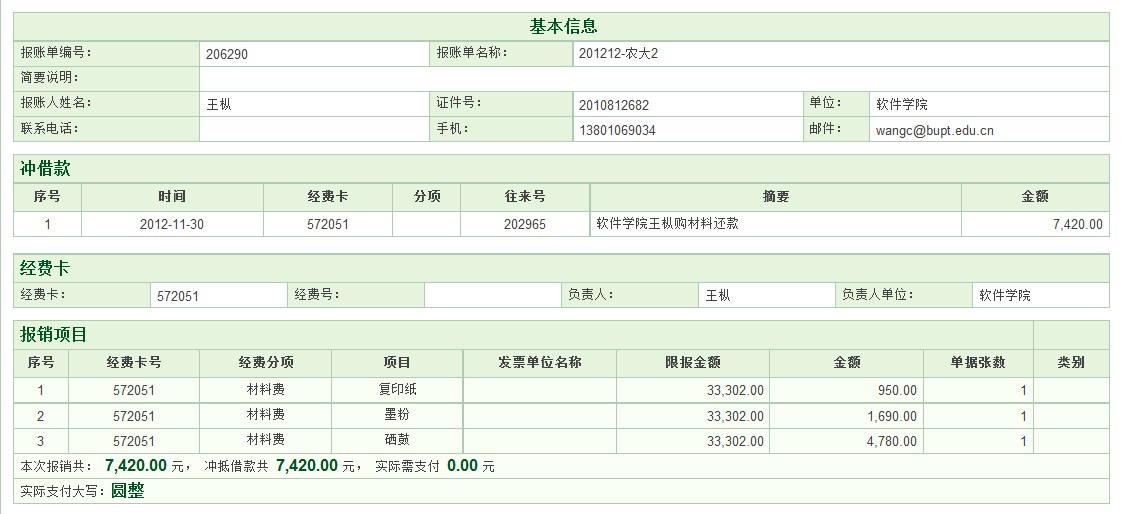 基本信息
报账单编号： 206290 报账单名称： 201212-农大2
简要说明：
报账人姓名： 王枞 证件号： 2010812682 单位： 软件学院
联系电话： 手机： 13801069034 邮件： wangc@bupt.edu.cn
冲借款
序号 时间 经费卡 分项 往来号 摘要 金额
1 2012-11-30 572051 202965 软件学院王枞购材料还款 7,420.00
经费卡
经费卡： 572051 经费号： 负责人： 王枞 负责人单位： 软件学院
报销项目
序号 经费卡号 经费分项 项目 发票单位名称 限报金额 金额 单据张数 类别
1 572051 材料费 复印纸 33,302.00 950.00 1
2 572051 材料费 墨粉 33,302.00 1,690.00 1
3 572051 材料费 硒鼓 33,302.00 4,780.00 1
本次报销共： 7,420.00 元， 冲抵借款共 7,420.00 元， 实际需支付 0.00 元
实际支付大写：圆整